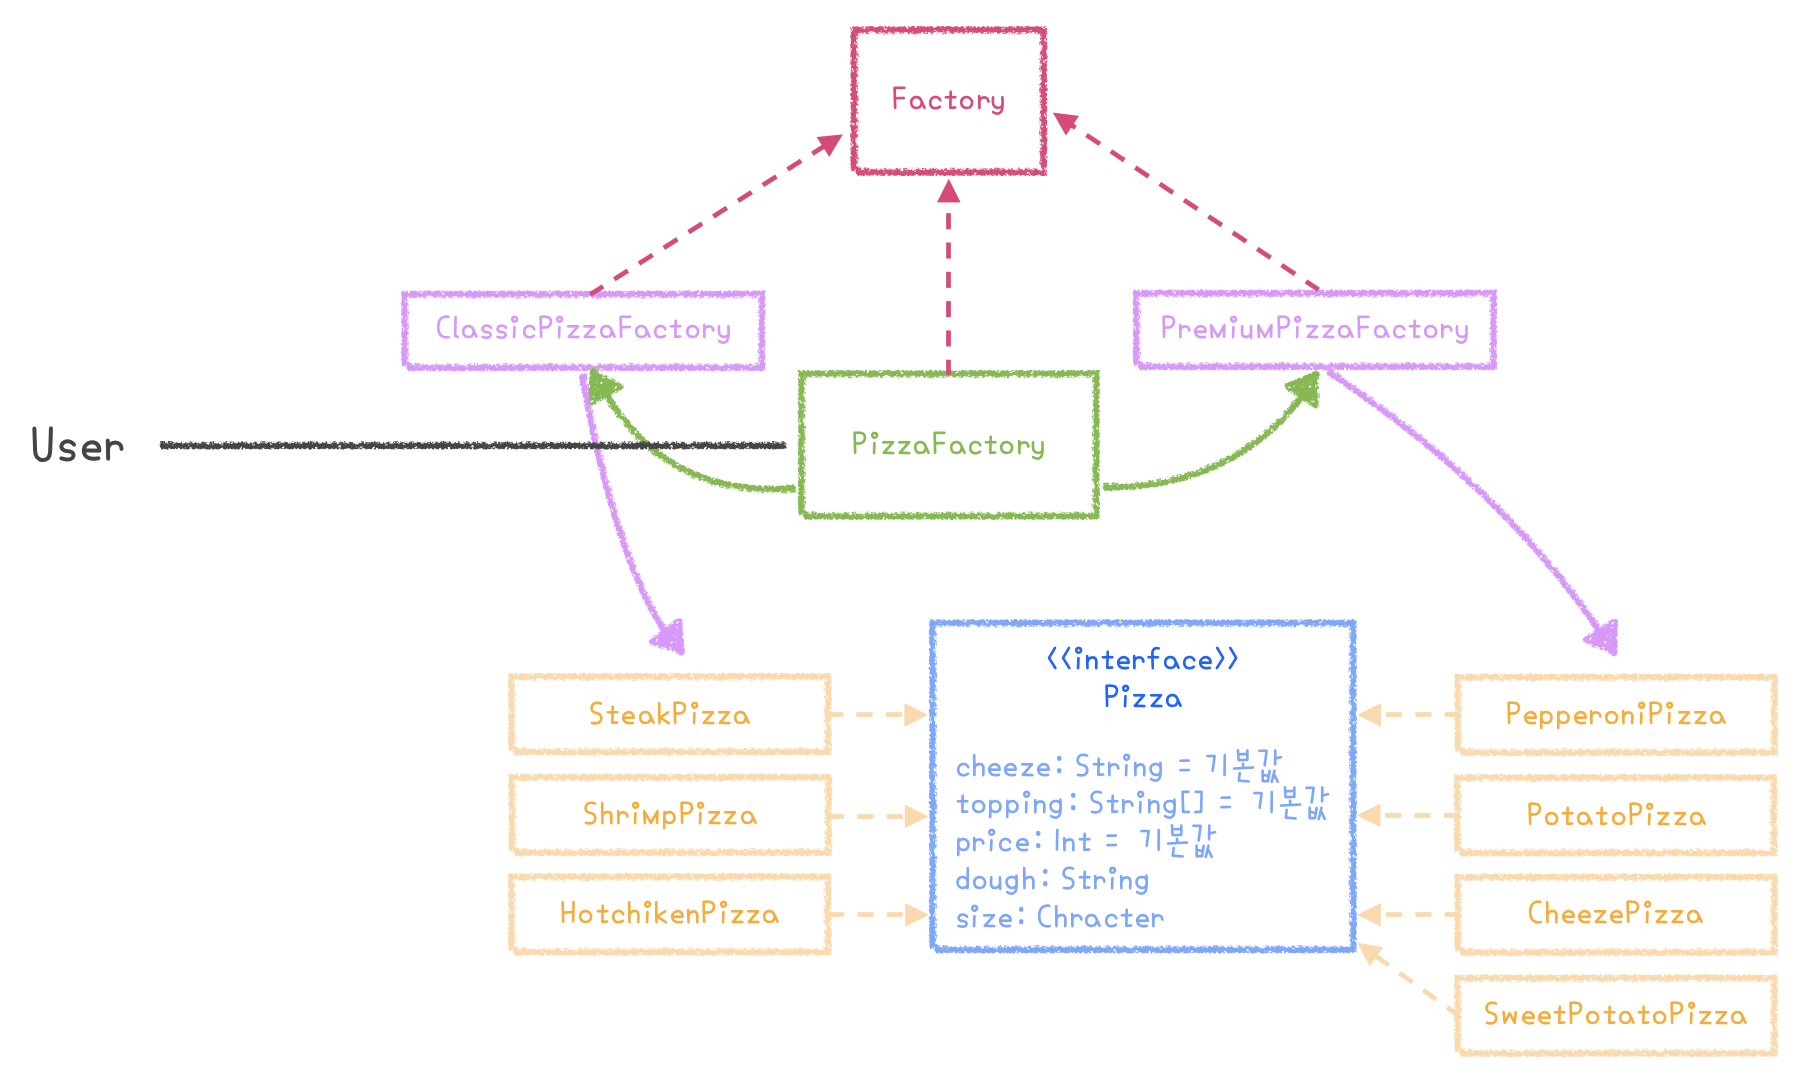 Factory
ClassicPizzaFactory
PremiumPizzaFactory
User
PizzaFactory
<<interface>>
Pizza
cheeze: String = 기본값
topping: String[] = 기본값
price: Int = 기본값
dough: String
size: Chracter
SteakPizza
ShrimpPizza
HotchikenPizza
PepperoniPizza
PotatoPizza
CheezePizza
SweetPotatoPizza